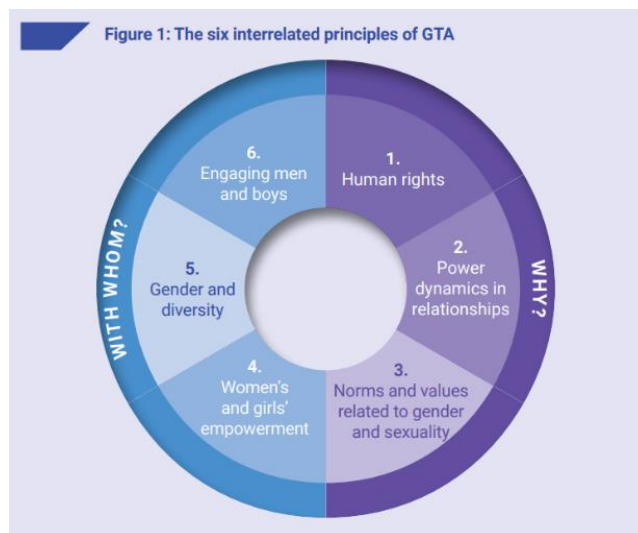 Figure 1: The six interrelated principles of GTA
1.
Human rights
2.
Power
dynamics in
relationships
3.
Norms and values
related to gender
and sexuality
4.
Women's
and girls'
empowerment
5.
Gender and
diversity
6.
Engaging men
and boys
WITH WHOM?
WHY?